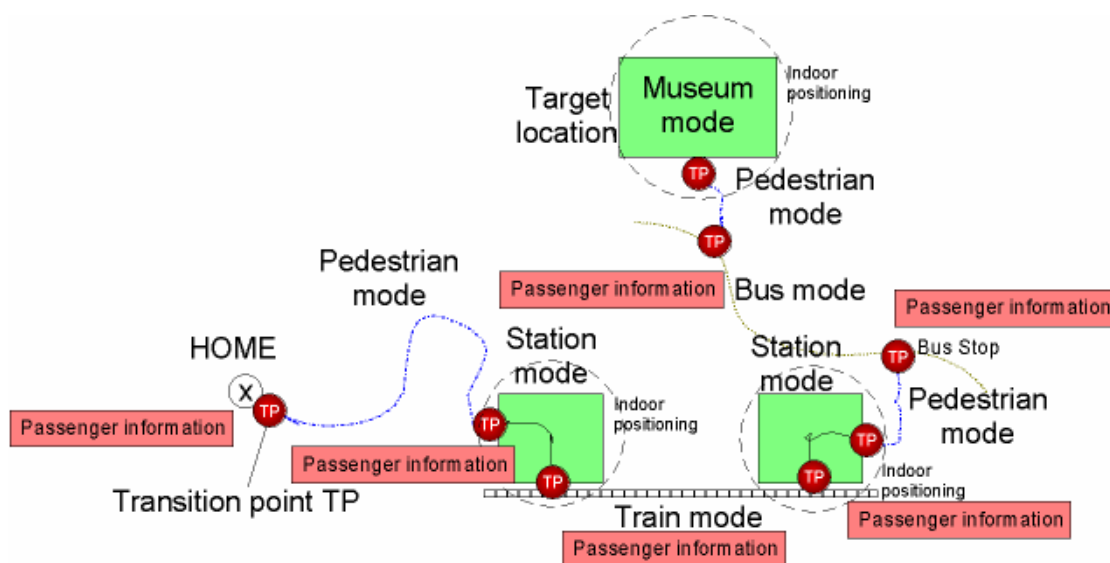 Museum
mode
Indoor
positioning
Target
location
TP
Pedestrian
mode
TP
Pedestrian
mode
Passenger information
Bus mode
Passenger information
HOME
X
TP
Station
mode
Station
mode
TP
Bus Stop
Pedestrian
mode
Passenger information
Indoor
positioning
TP
TP
Passenger information
TP
TP
Indoor
positioning
Transition point TP
Train mode
Passenger information
Passenger information